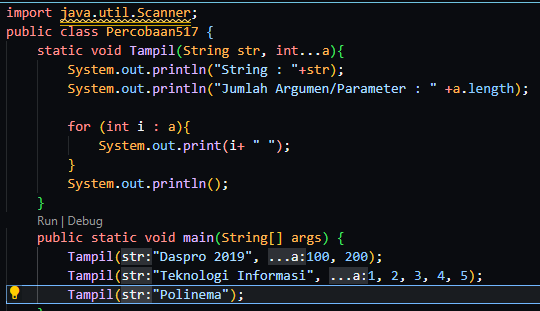 import java.util.Scanner;
public class Percobaan517 {
    static void Tampil(String str, int...a){
        System.out.println("String : "+str);
        System.out.println("Jumlah Argumen/Parameter : " +a.length);
        for (int i : a){
            System.out.print(i+ " ");
        }
        System.out.println();
    }
    Run | Debug
    public static void main(String[] args) {
        Tampil(str:"Daspro 2019", ...a:100, 200);
        Tampil(str:"Teknologi Informasi", ...a:1, 2, 3, 4, 5);
        Tampil(str:"Polinema");
    }